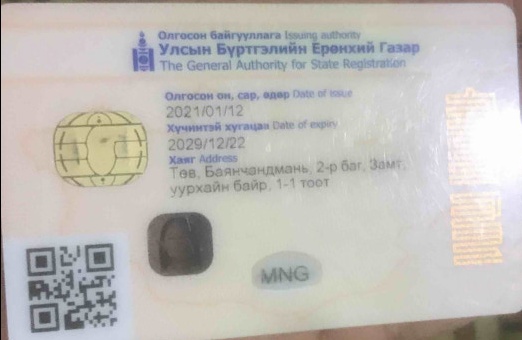 Олгосон байгууллага Issuing authority
Улсын Бүртгэлийн Ерөнхий Газар
The General Authority for State Registration
Олгосон он, сар, өдөр Date of issue
2021/01/12
Хүчинтэй хугацаа Date of expiry
2029/12/22
Хаяг Address
Төв, Баянчандмань, 2-р баг, Замт,
уурхайн байр, 1-1 тоот
MNG